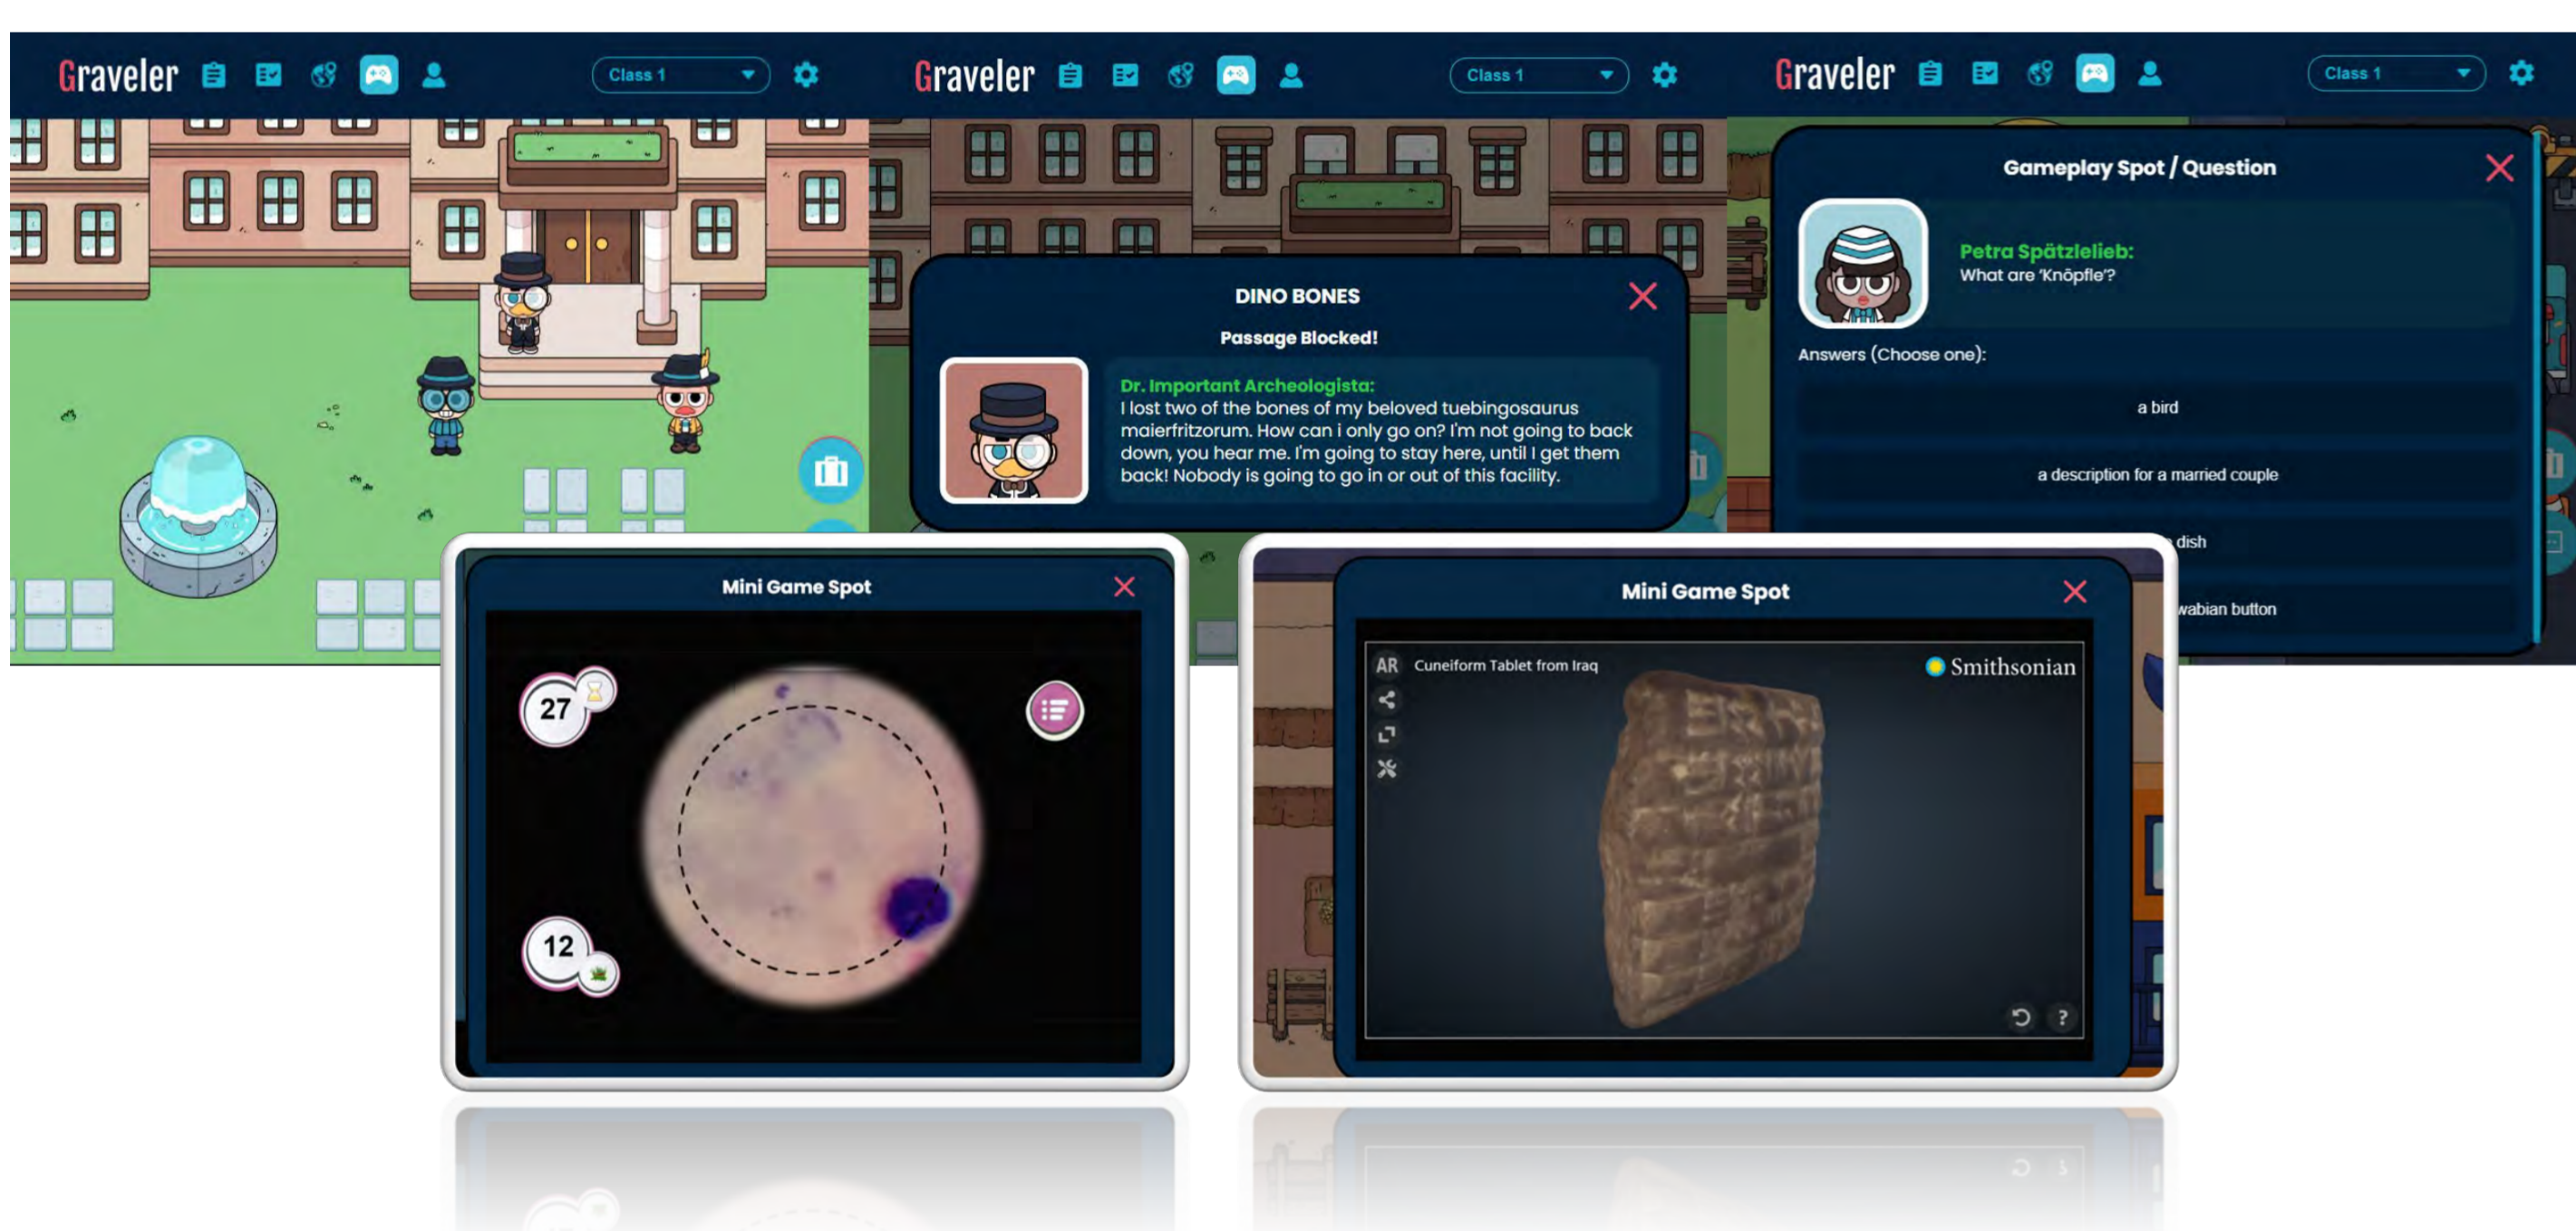 Graveler
Class 1
Graveler
Class 1
Graveler
Class 1
DINO BONES
Passage Blocked!
Dr. Important Archeologista:
I lost two of the bones of my beloved tuebingosaurus
maierfritzorum. How can i only go on? I'm not going to back
down, you hear me. I'm going to stay here, until I get them
back! Nobody is going to go in or out of this facility.
Gameplay Spot / Question
Petra Spätzlelieb:
What are 'Knöpfle'?
Answers (Choose one):
a bird
a description for a married couple
dish
wabian button
Mini Game Spot
27
12
Mini Game Spot
AR Cuneiform Tablet from Iraq
Smithsonian
?